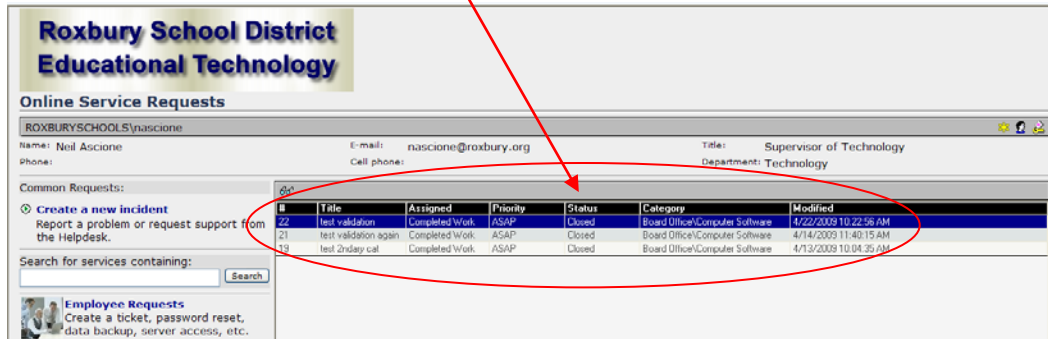 Roxbury School District
Educational Technology
Online Service Requests
ROXBURYSCHOOLS\nascione
Name: Neil Ascione E-mail: nascione@roxbury.org Title: Supervisor of Technology
Phone: Cell phone: Department: Technology
Common Requests:
Create a new incident
Report a problem or request support from
the Helpdesk.
Search for services containing:
Search
Employee Requests
Create a ticket, password reset,
data backup, server access, etc.
# Title Assigned Priority Status Category Modified
22 test validation Completed Work ASAP Closed Board Office\Computer Software 4/22/2009 10:22:56 AM
21 test validation again Completed Work ASAP Closed Board Office\Computer Software 4/14/2009 11:40:15 AM
19 test 2ndary cat Completed Work ASAP Closed Board Office\Computer Software 4/13/2009 10:04:35 AM